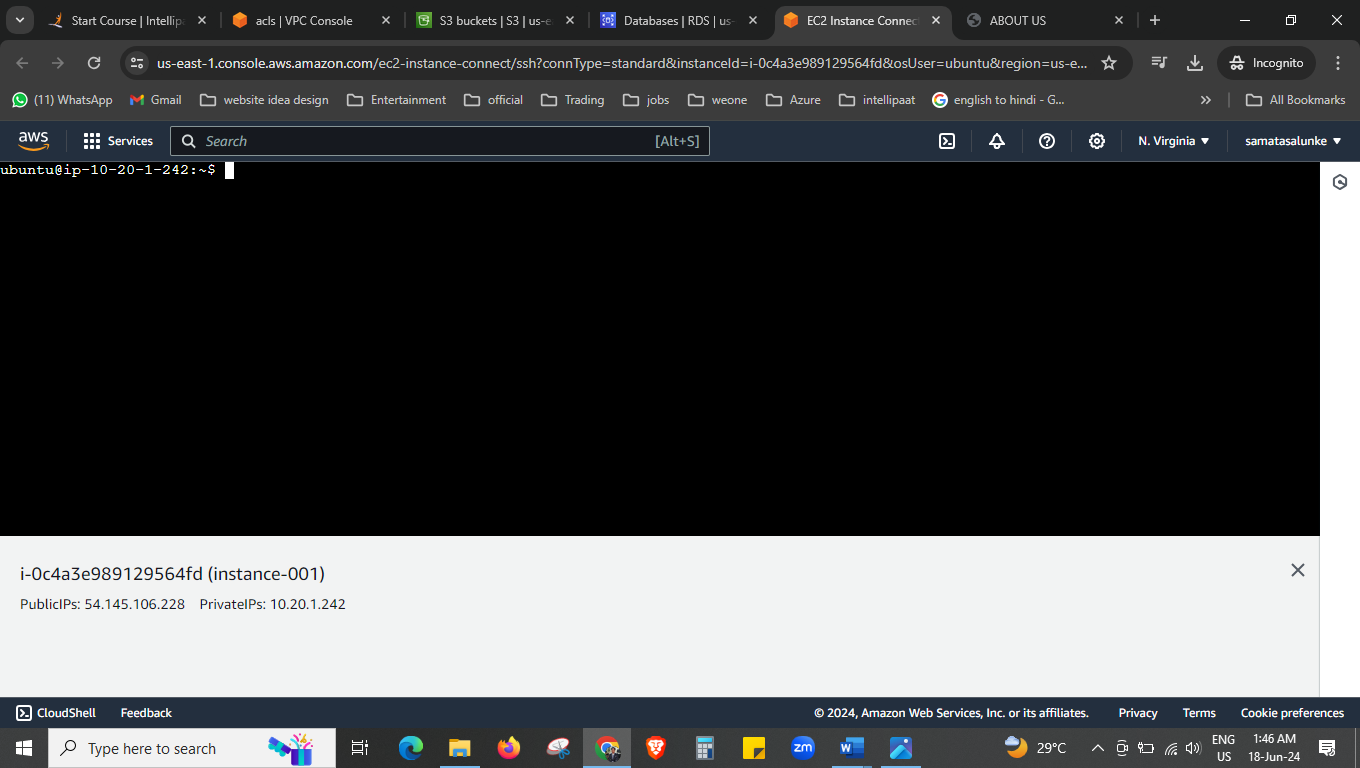 Start Course | Intellipa
acls | VPC Console
S3 buckets | S3 | us-e
Databases | RDS | us-
EC2 Instance Connec
ABOUT US
us-east-1.console.aws.amazon.com/ec2-instance-connect/ssh?connType=standard&instanceId=i-0c4a3e989129564fd&osUser=ubuntu&region=us-e...
Incognito
(11) WhatsApp
Gmail
website idea design
Entertainment
official
Trading
jobs
weone
Azure
intellipaat
english to hindi - G...
»
All Bookmarks
aws
Services
Search
[Alt+S]
N. Virginia
samatasalunke
ubuntu@ip-10-20-1-242:~$
i-0c4a3e989129564fd (instance-001)
PublicIPs: 54.145.106.228 PrivateIPs: 10.20.1.242
CloudShell
Feedback
© 2024, Amazon Web Services, Inc. or its affiliates.
Privacy
Terms
Cookie preferences
Type here to search
zm
29°C
ENG
US
1:46 AM
18-Jun-24